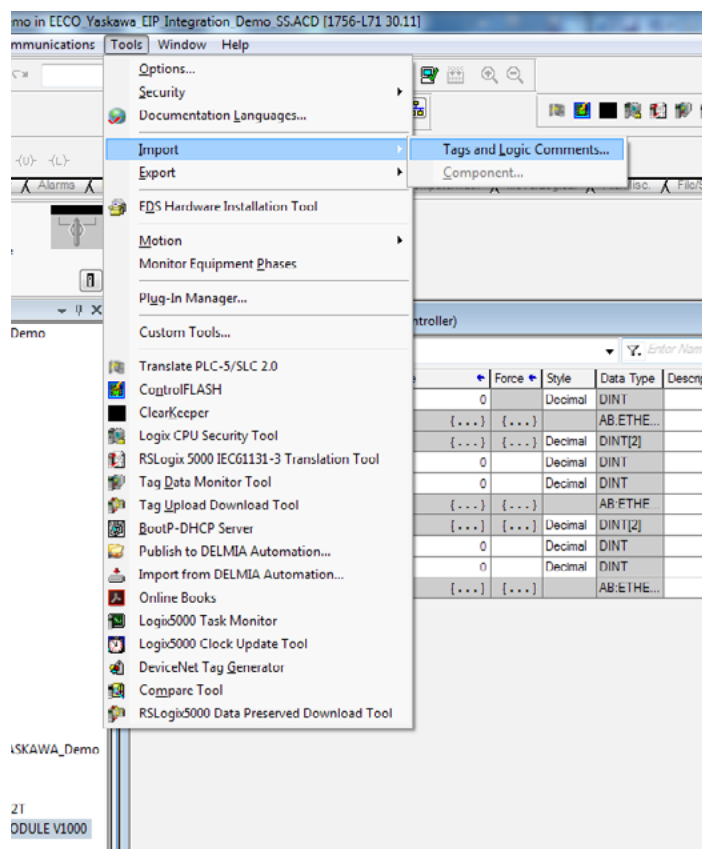 mo in EECO_Yaskawa_EIP_Integration_Demo_SS.ACD [1756-L71 30.11]
mmunications Tools Window Help
Options...
Security
Documentation Languages...
Import
Tags and Logic Comments...
Export
Component...
-(U)- -(L)-
Alarms
Misc.
File/S
EDS Hardware Installation Tool
Motion
Monitor Equipment Phases
Plug-In Manager...
ntroller)
Demo
Custom Tools...
Enter Nam
Translate PLC-5/SLC 2.0
ControlFLASH
ClearKeeper
Logix CPU Security Tool
RSLogix 5000 IEC61131-3 Translation Tool
Tag Data Monitor Tool
Tag Upload Download Tool
BootP-DHCP Server
Publish to DELMIA Automation...
Import from DELMIA Automation...
Online Books
Logix5000 Task Monitor
Logix5000 Clock Update Tool
DeviceNet Tag Generator
Compare Tool
RSLogix5000 Data Preserved Download Tool
e Force Style Data Type Descrip
0 Decimal DINT
{...} {...} AB:ETHE...
{...} {...} Decimal DINT[2]
0 Decimal DINT
0 Decimal DINT
{...} {...} AB:ETHE...
{...} {...} Decimal DINT[2]
0 Decimal DINT
0 Decimal DINT
{...} {...} AB:ETHE...
ASKAWA_Demo
2T
ODULE V1000